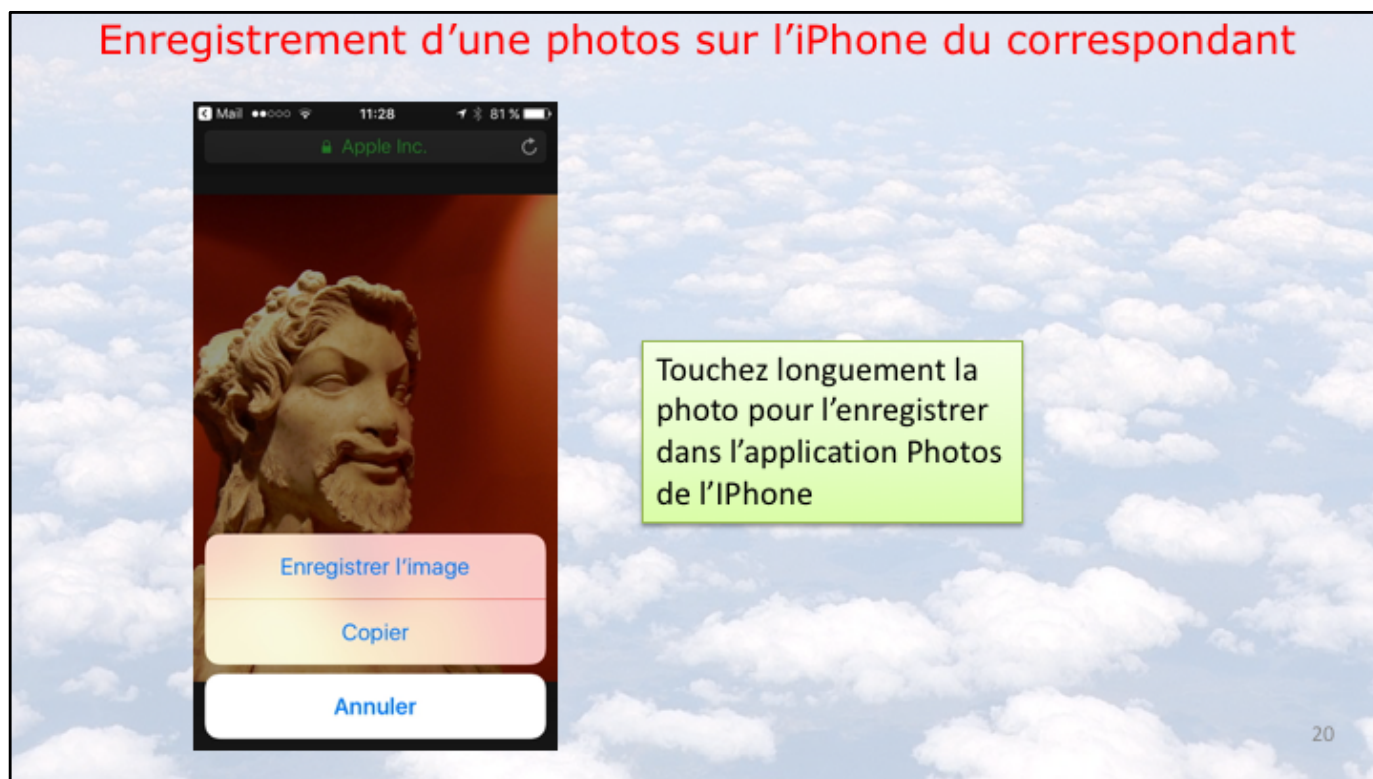 Enregistrement d’une photos sur l’iPhone du correspondant
Mail 11:28 81 %
Apple Inc.
Touchez longuement la
photo pour l’enregistrer
dans l’application Photos
de l’IPhone
Enregistrer l’image
Copier
Annuler
20